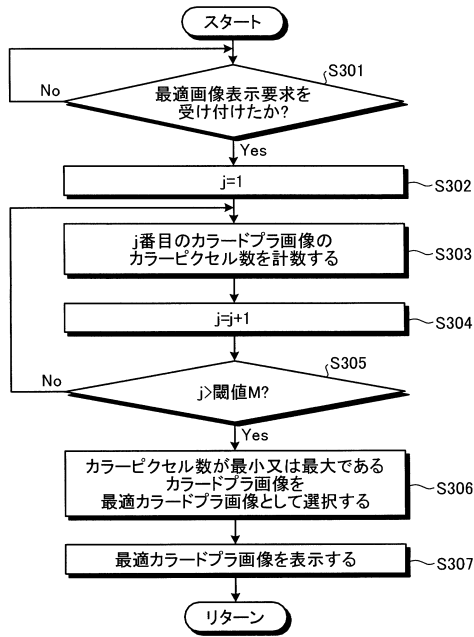 スタート
S301
No
最適画像表示要求を
受け付けたか?
Yes
j=1
S302
j番目のカラードプラ画像の
カラーピクセル数を計数する
S303
j=j+1
S304
S305
No
j>閾値M?
Yes
カラーピクセル数が最小又は最大である
カラードプラ画像を
最適カラードプラ画像として選択する
S306
最適カラードプラ画像を表示する
S307
リターン